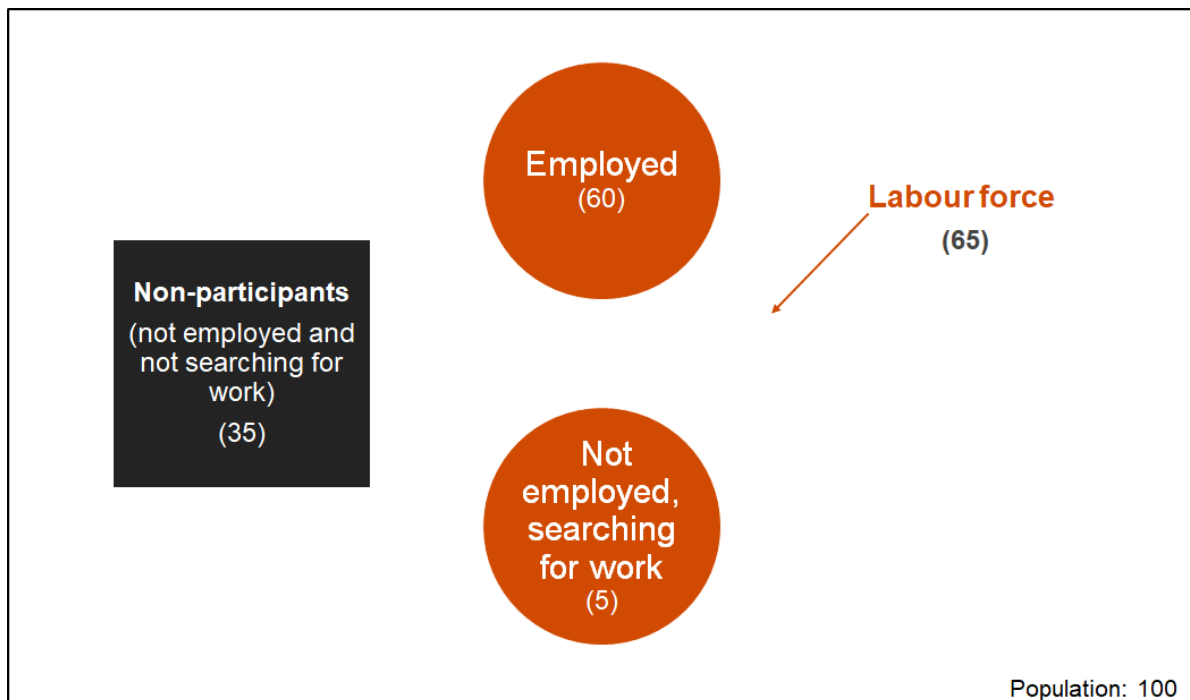 Employed
(60)
Labour force
(65)
Non-participants
(not employed and
not searching for
work)
(35)
Not
employed,
searching
for work
(5)
Population: 100